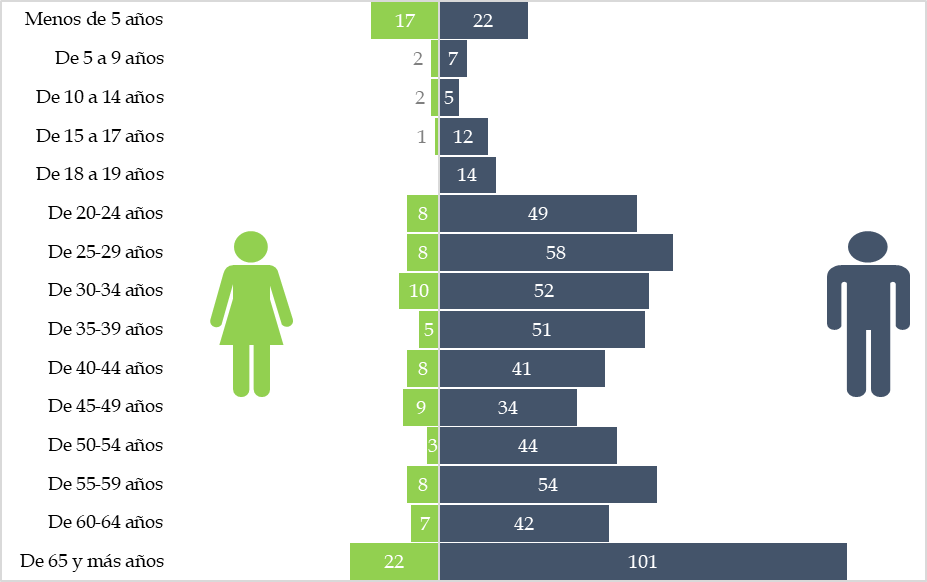 Menos de 5 años 17 22
De 5 a 9 años 2 7
De 10 a 14 años 2 5
De 15 a 17 años 1 12
De 18 a 19 años 14
De 20-24 años 8 49
De 25-29 años 8 58
De 30-34 años 10 52
De 35-39 años 5 51
De 40-44 años 8 41
De 45-49 años 9 34
De 50-54 años 3 44
De 55-59 años 8 54
De 60-64 años 7 42
De 65 y más años 22 101